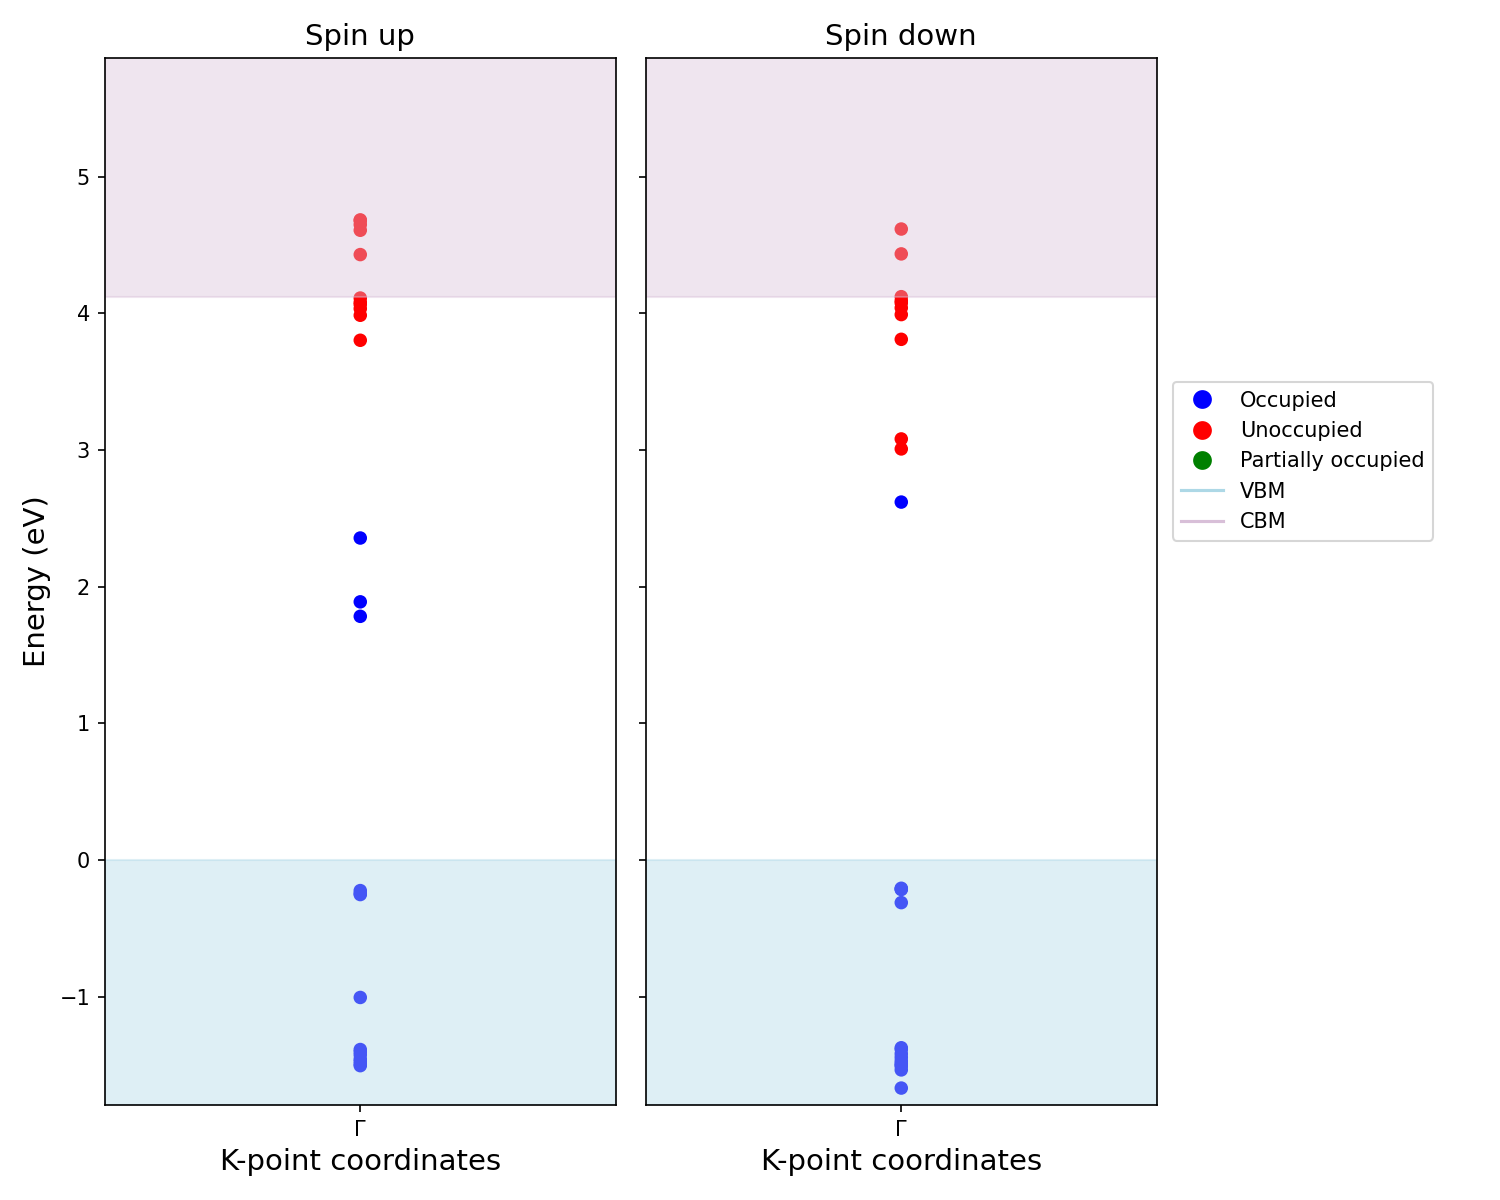 Spin up
Spin down
Energy (eV)
5
4
3
2
1
0
−1
Γ
Γ
K-point coordinates
K-point coordinates
Occupied
Unoccupied
Partially occupied
VBM
CBM